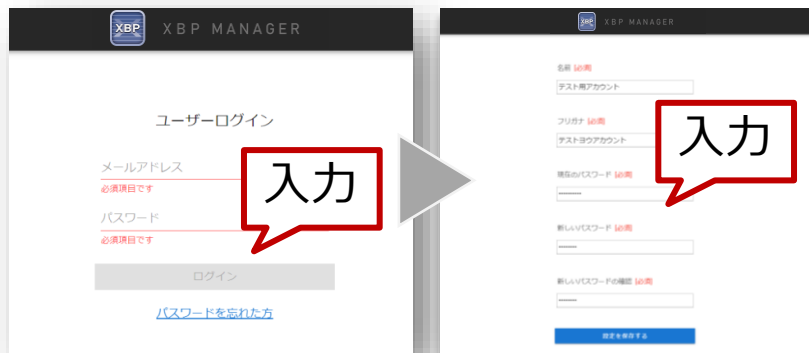 XBP
XBP MANAGER
ユーザーログイン
メールアドレス
必須項目です
パスワード
必須項目です
ログイン
パスワードを忘れた方
入力
XBP
XBP MANAGER
名前 [必須]
テスト用アカウント
フリガナ [必須]
テストヨウアカウント
現在のパスワード [必須]
新しいパスワード [必須]
新しいパスワードの確認 [必須]
設定を保存する
入力